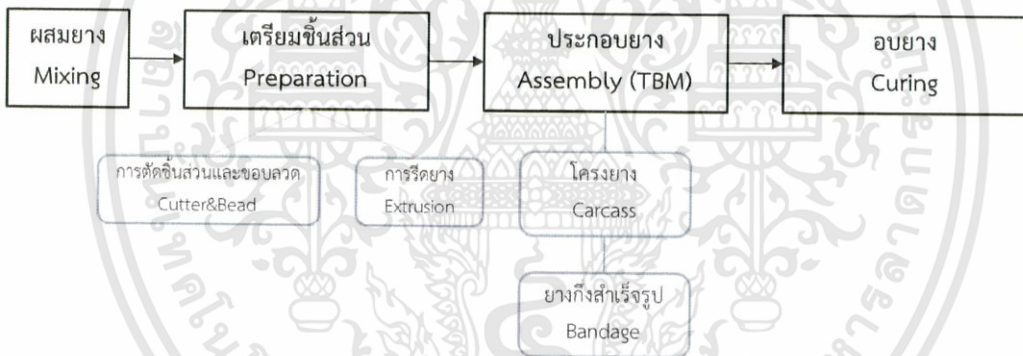 ผสมยาง
Mixing
เตรียมชิ้นส่วน
Preparation
ประกอบยาง
Assembly (TBM)
อบยาง
Curing
การตัดชิ้นส่วนและขอบลวด
Cutter&Bead
การรีดยาง
Extrusion
โครงยาง
Carcass
ยางกึ่งสำเร็จรูป
Bandage